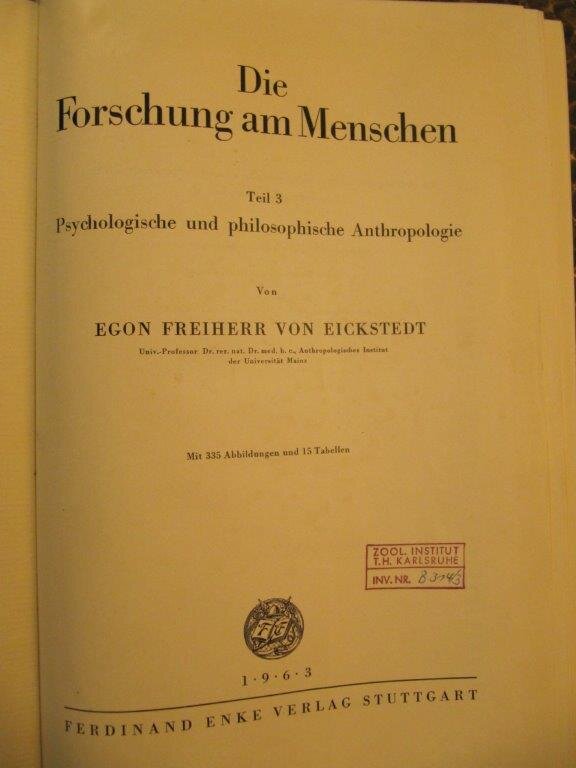 Die
Forschung am Menschen
Teil 3
Psychologische und philosophische Anthropologie
Von
EGON FREIHERR VON EICKSTEDT
Univ.-Professor Dr. rer. nat. Dr. med. h. c., Anthropologisches Institut
der Universität Mainz
Mit 335 Abbildungen und 15 Tabellen
ZOOL. INSTITUT
T.H. KARLSRUHE
INV. NR. B 314/3
F E
1·9·6·3
FERDINAND ENKE VERLAG STUTTGART